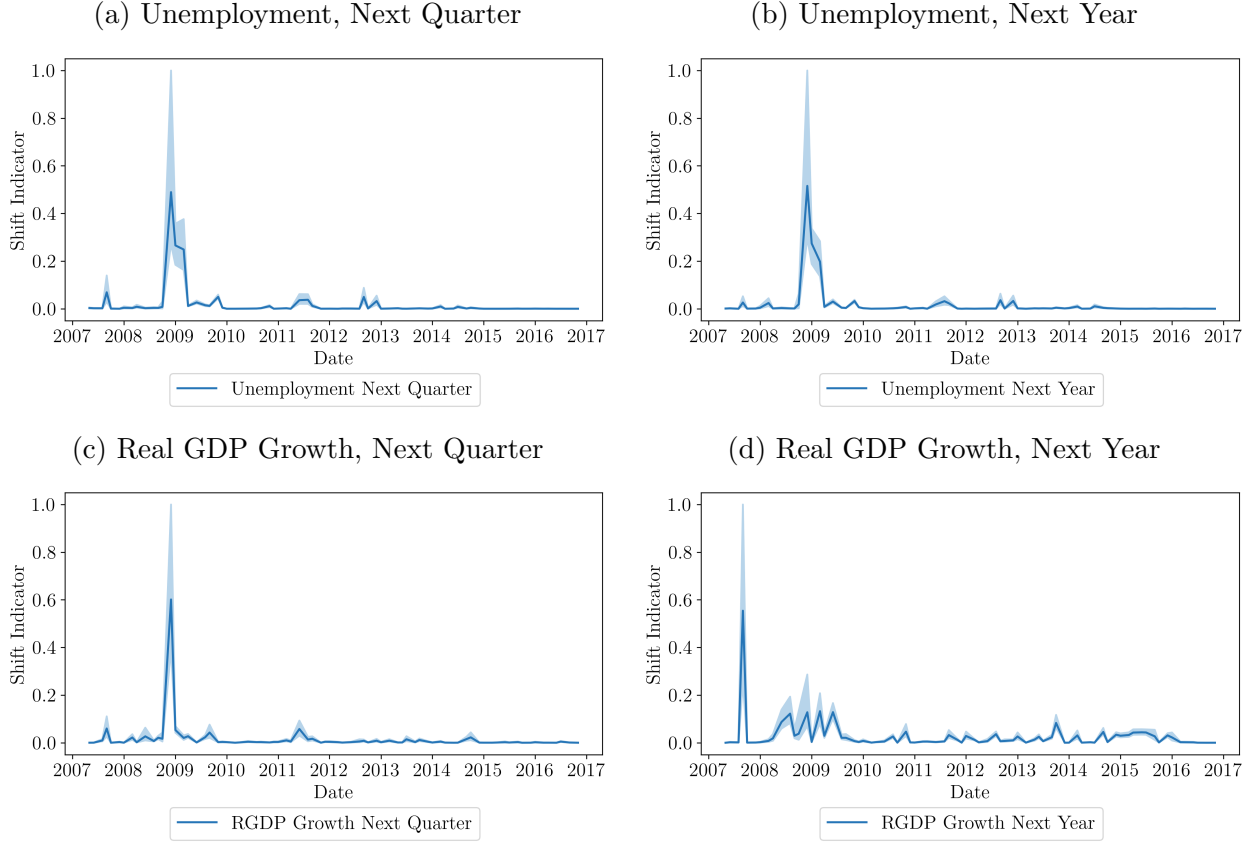 (a) Unemployment, Next Quarter
1.0
0.8
0.6
0.4
0.2
0.0
Shift Indicator
2007 2008 2009 2010 2011 2012 2013 2014 2015 2016 2017
Date
Unemployment Next Quarter
(b) Unemployment, Next Year
1.0
0.8
0.6
0.4
0.2
0.0
Shift Indicator
2007 2008 2009 2010 2011 2012 2013 2014 2015 2016 2017
Date
Unemployment Next Year
(c) Real GDP Growth, Next Quarter
1.0
0.8
0.6
0.4
0.2
0.0
Shift Indicator
2007 2008 2009 2010 2011 2012 2013 2014 2015 2016 2017
Date
RGDP Growth Next Quarter
(d) Real GDP Growth, Next Year
1.0
0.8
0.6
0.4
0.2
0.0
Shift Indicator
2007 2008 2009 2010 2011 2012 2013 2014 2015 2016 2017
Date
RGDP Growth Next Year